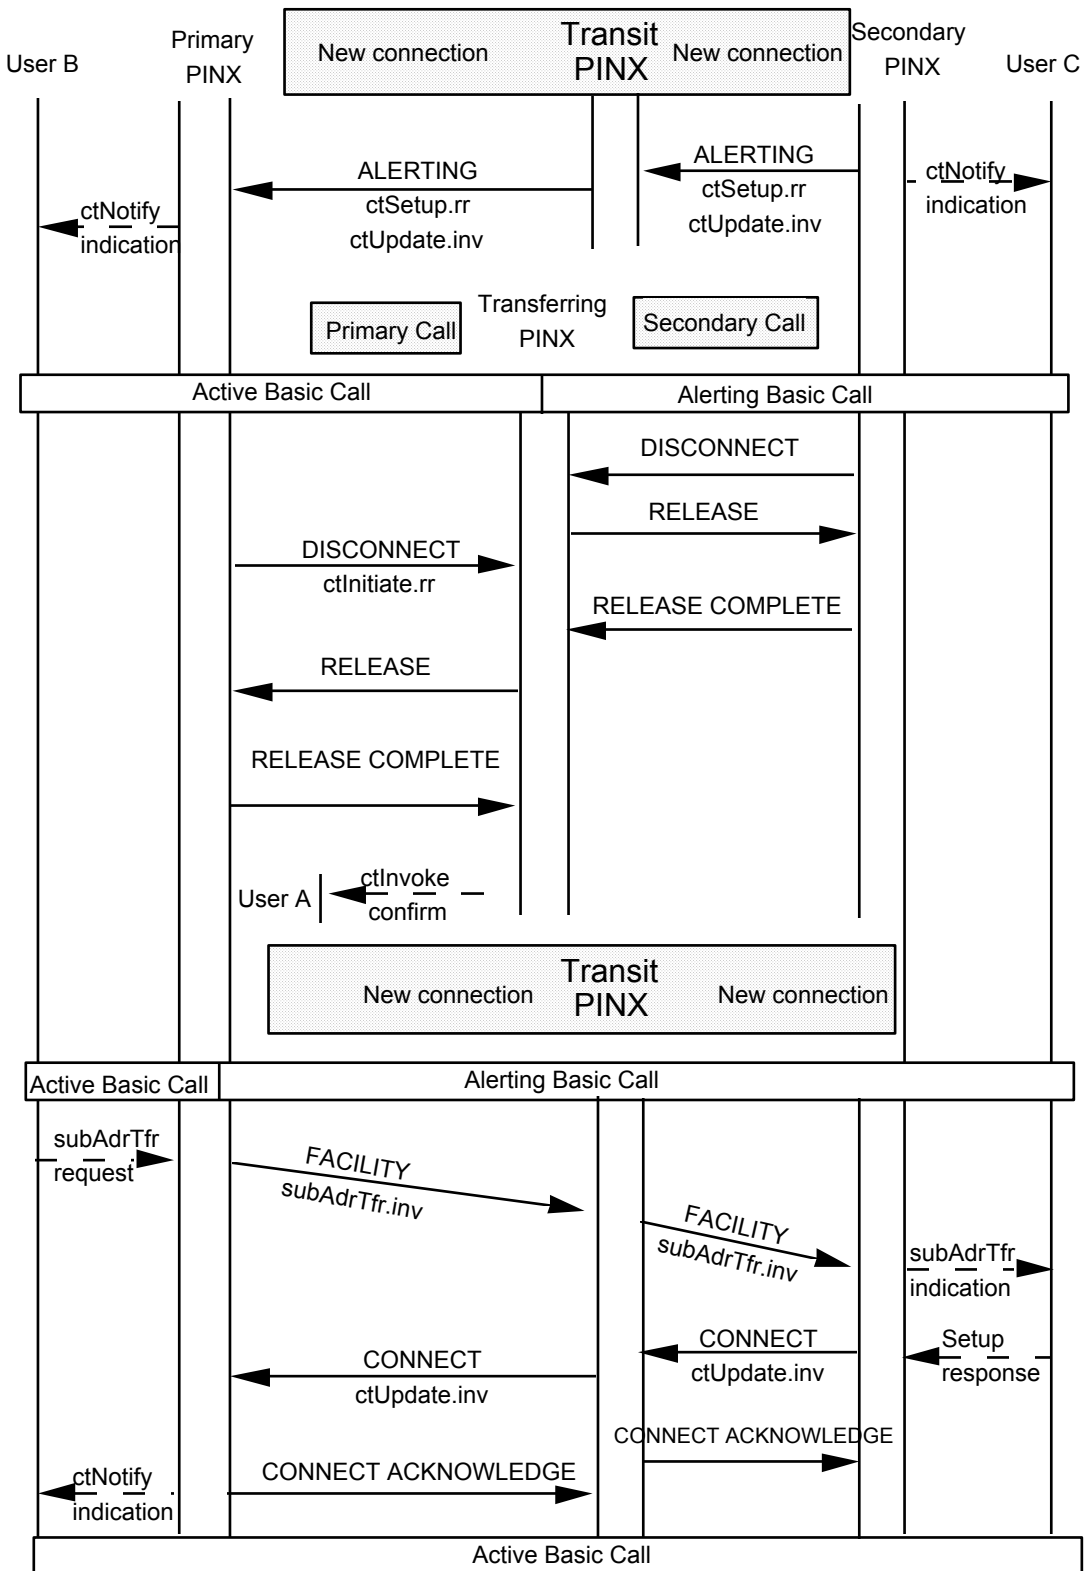 User B
Primary
PINX
New connection
Transit
PINX
New connection
Secondary
PINX
User C
ALERTING
ctSetup.rr
ctUpdate.inv
ALERTING
ctSetup.rr
ctUpdate.inv
ctNotify
indication
ctNotify
indication
Primary Call
Transferring
PINX
Secondary Call
Active Basic Call
Alerting Basic Call
DISCONNECT
RELEASE
DISCONNECT
ctInitiate.rr
RELEASE COMPLETE
RELEASE
RELEASE COMPLETE
User A
ctInvoke
confirm
New connection
Transit
PINX
New connection
Active Basic Call
Alerting Basic Call
subAdrTfr
request
FACILITY
subAdrTfr.inv
FACILITY
subAdrTfr.inv
subAdrTfr
indication
Setup
response
CONNECT
ctUpdate.inv
CONNECT
ctUpdate.inv
CONNECT ACKNOWLEDGE
ctNotify
indication
CONNECT ACKNOWLEDGE
Active Basic Call